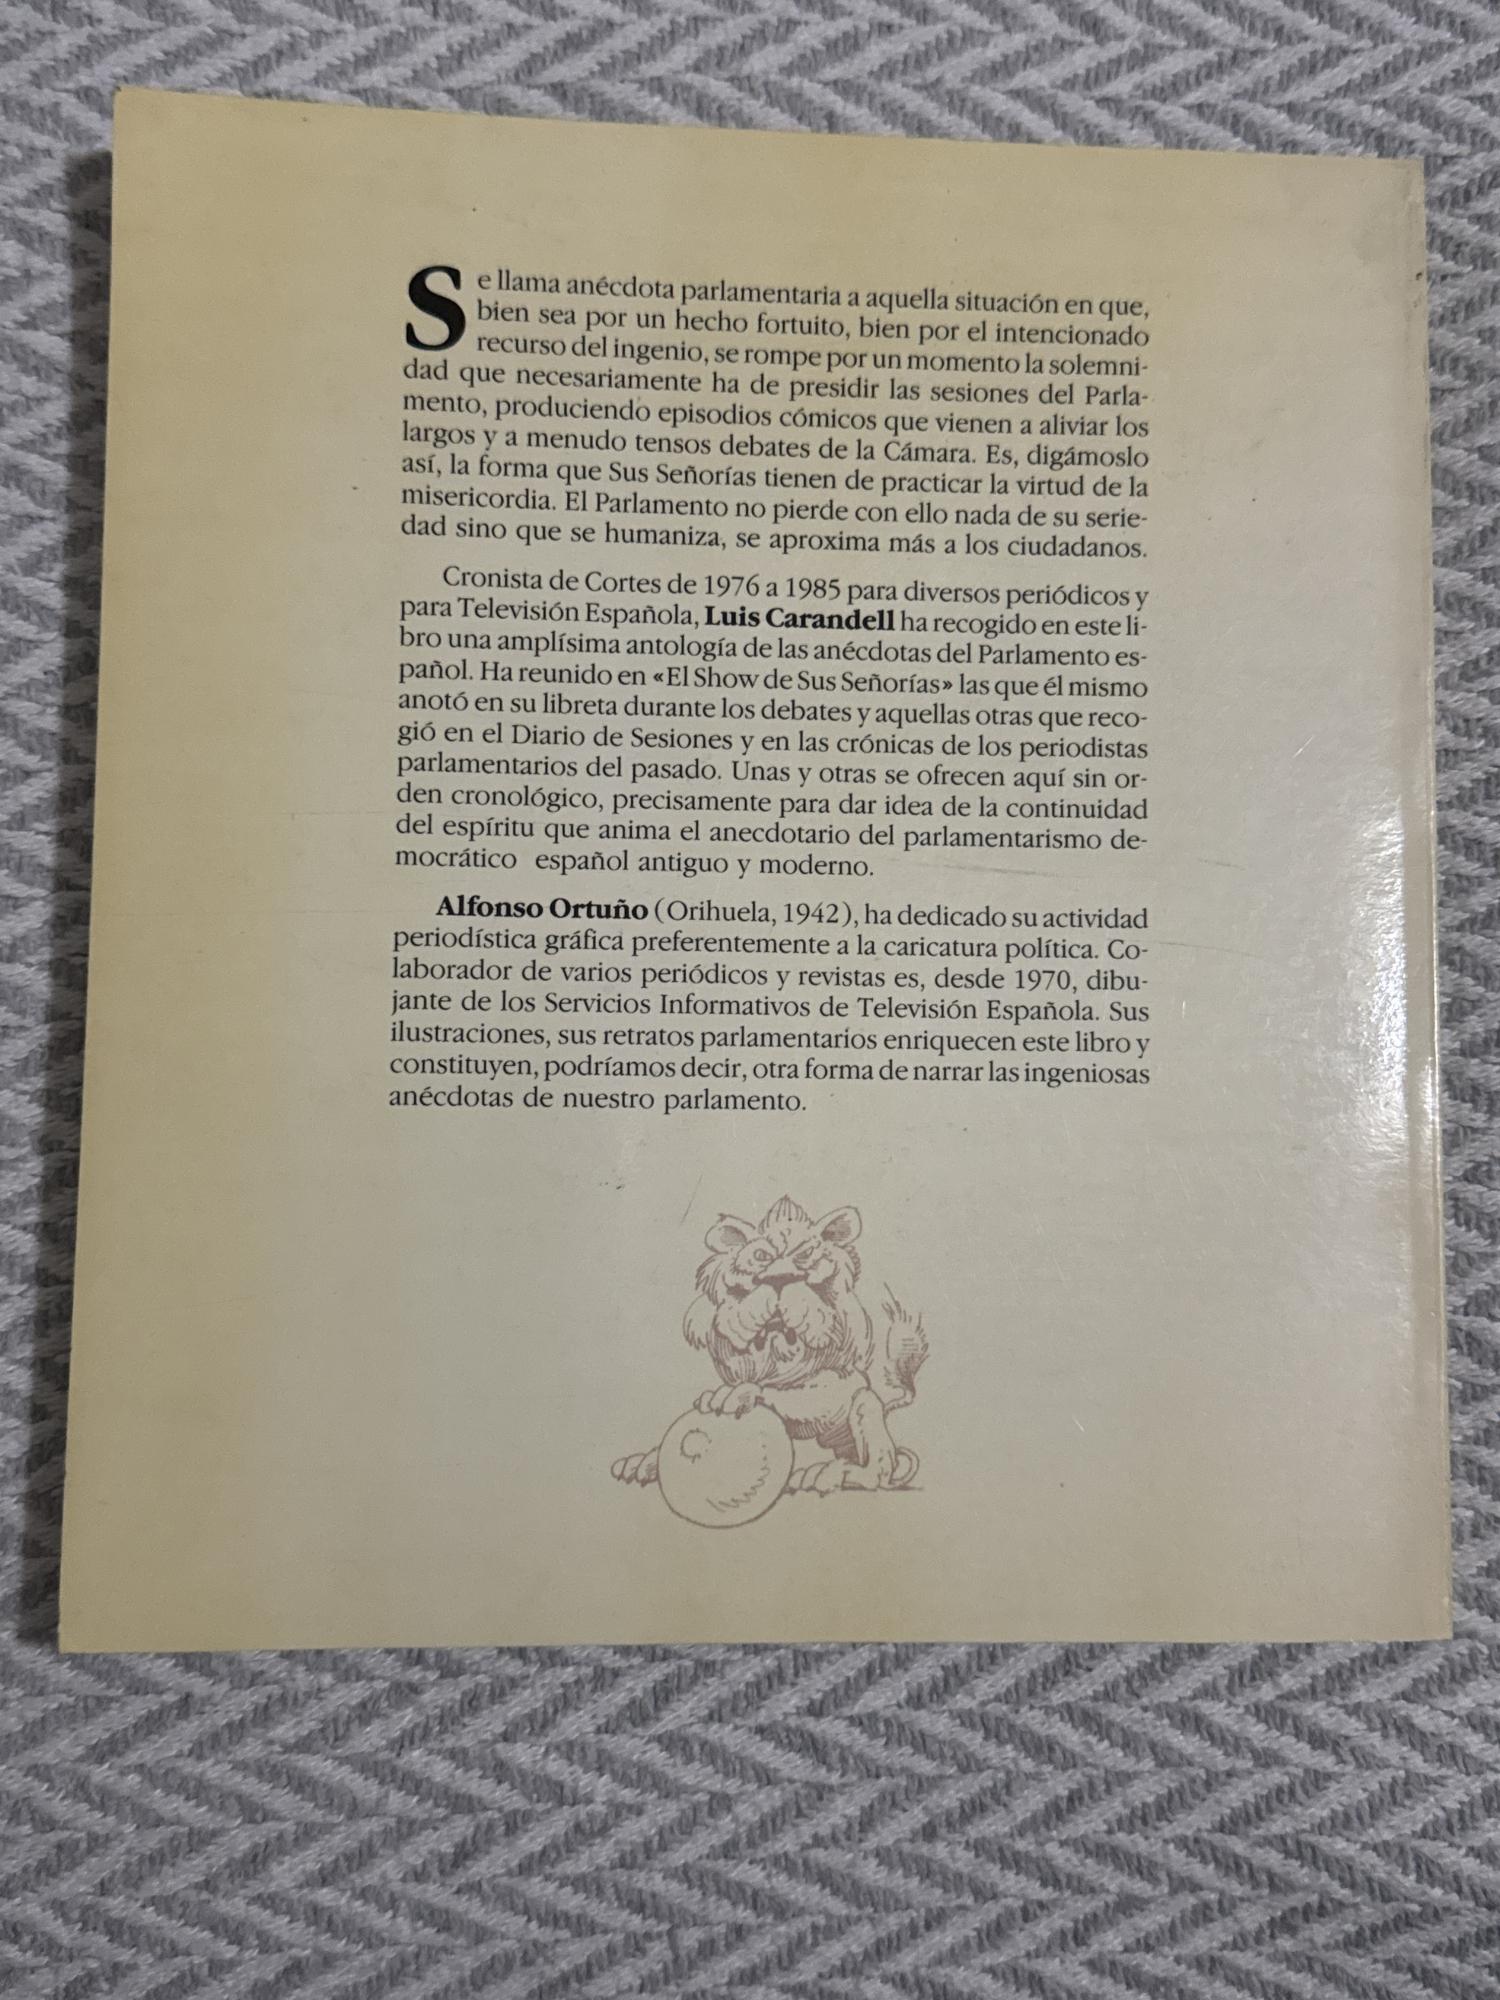 Se llama anécdota parlamentaria a aquella situación en que,
bien sea por un hecho fortuito, bien por el intencionado
recurso del ingenio, se rompe por un momento la solemni-
dad que necesariamente ha de presidir las sesiones del Parla-
mento, produciendo episodios cómicos que vienen a aliviar los
largos y a menudo tensos debates de la Cámara. Es, digámoslo
así, la forma que Sus Señorías tienen de practicar la virtud de la
misericordia. El Parlamento no pierde con ello nada de su serie-
dad sino que se humaniza, se aproxima más a los ciudadanos.
Cronista de Cortes de 1976 a 1985 para diversos periódicos y
para Televisión Española, Luis Carandell ha recogido en este li-
bro una amplísima antología de las anécdotas del Parlamento es-
pañol. Ha reunido en «El Show de Sus Señorías» las que él mismo
anotó en su libreta durante los debates y aquellas otras que reco-
gió en el Diario de Sesiones y en las crónicas de los periodistas
parlamentarios del pasado. Unas y otras se ofrecen aquí sin or-
den cronológico, precisamente para dar idea de la continuidad
del espíritu que anima el anecdotario del parlamentarismo de-
mocrático español antiguo y moderno.
Alfonso Ortuño (Orihuela, 1942), ha dedicado su actividad
periodística gráfica preferentemente a la caricatura política. Co-
laborador de varios periódicos y revistas es, desde 1970, dibu-
jante de los Servicios Informativos de Televisión Española. Sus
ilustraciones, sus retratos parlamentarios enriquecen este libro y
constituyen, podríamos decir, otra forma de narrar las ingeniosas
anécdotas de nuestro parlamento.